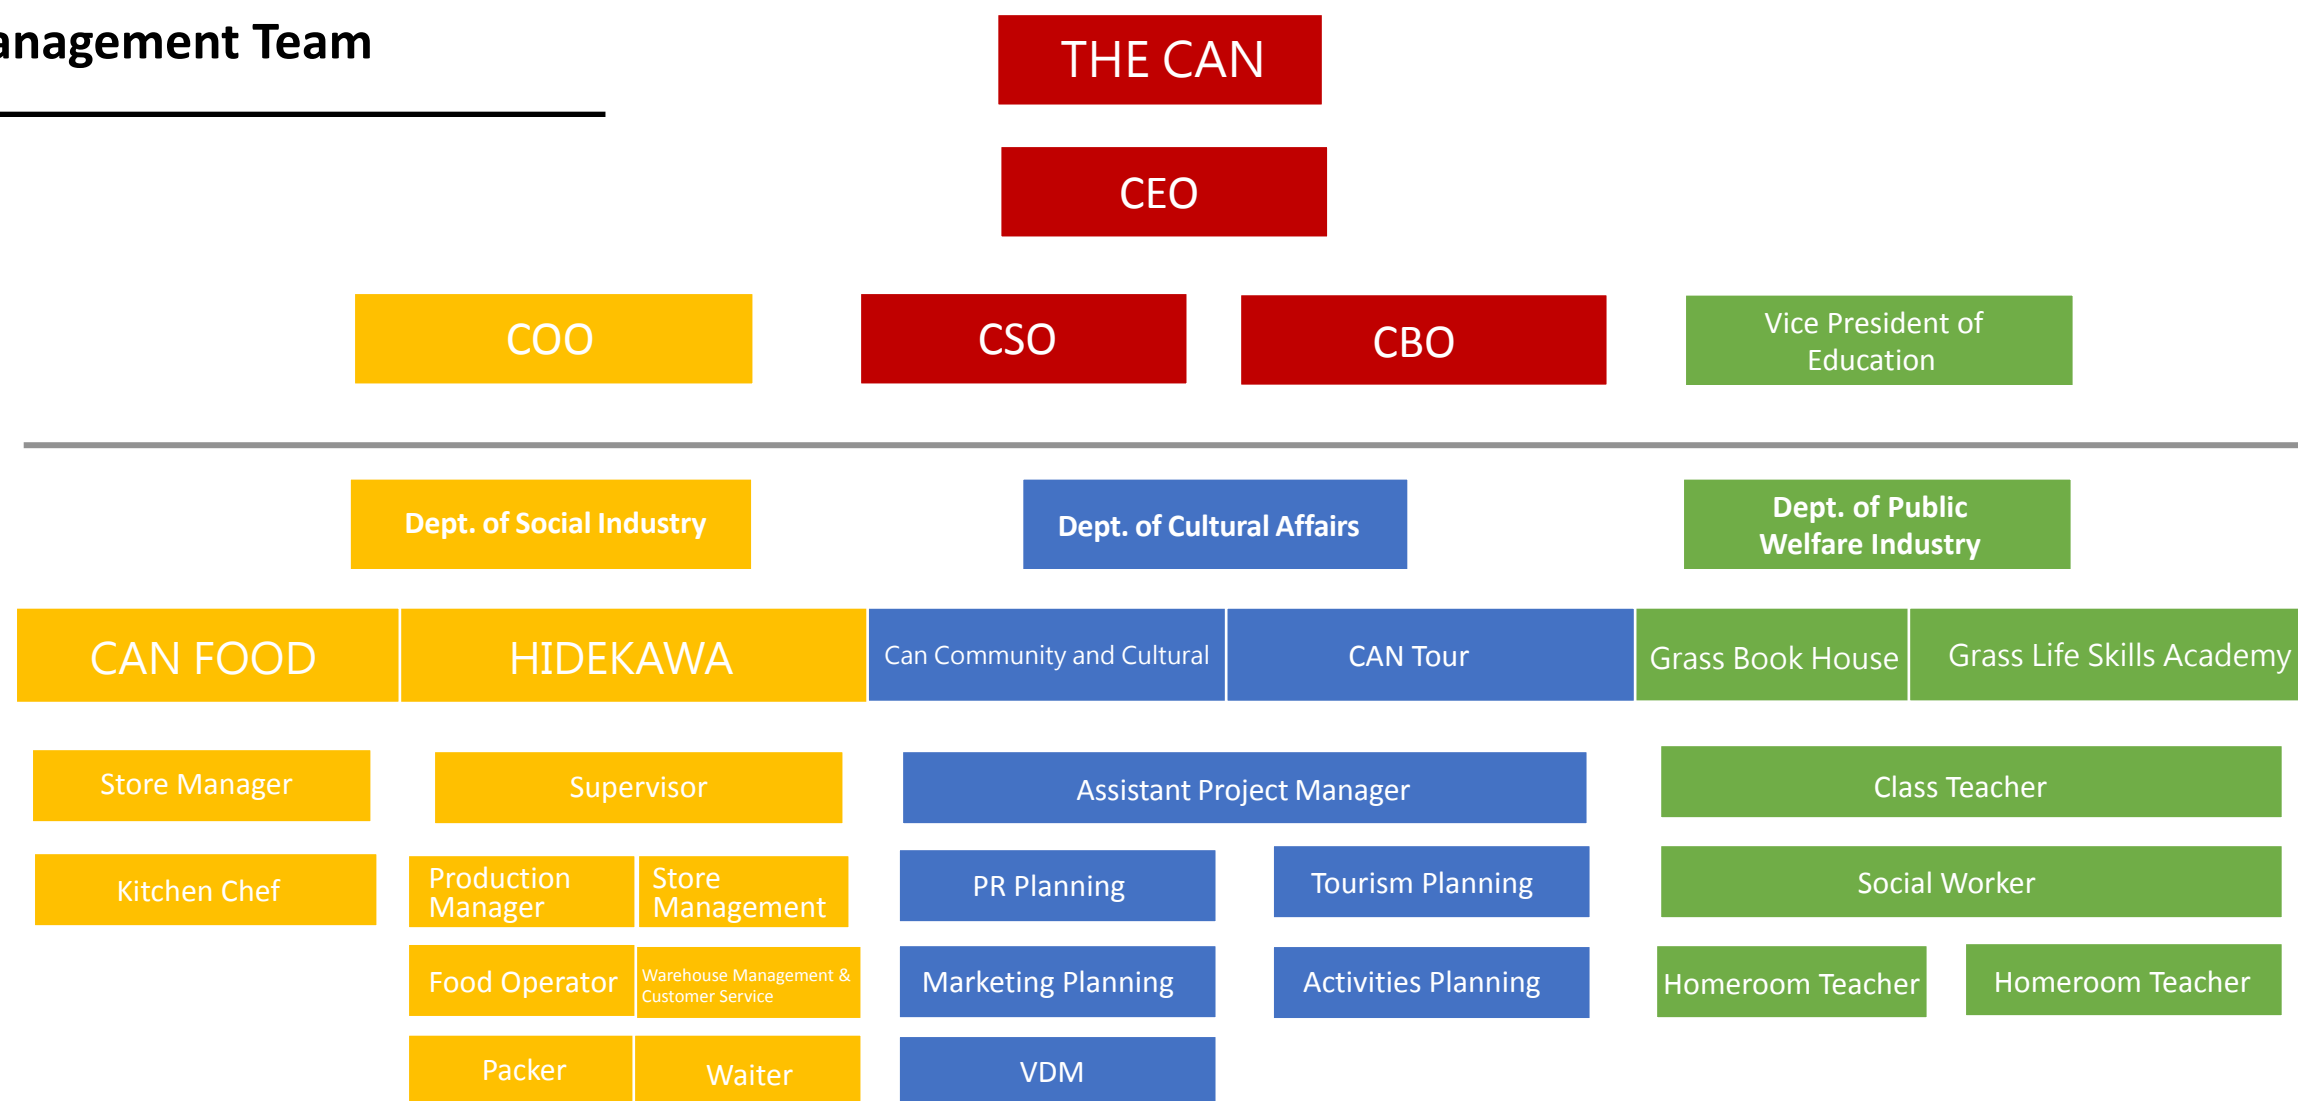 anagement Team
THE CAN
CEO
COO
CSO
CBO
Vice President of
Education
Dept. of Social Industry
Dept. of Cultural Affairs
Dept. of Public
Welfare Industry
CAN FOOD
HIDEKAWA
Can Community and Cultural
CAN Tour
Grass Book House
Grass Life Skills Academy
Store Manager
Supervisor
Assistant Project Manager
Class Teacher
Kitchen Chef
Production
Manager
Store
Management
PR Planning
Tourism Planning
Social Worker
Food Operator
Warehouse Management &
Customer Service
Marketing Planning
Activities Planning
Homeroom Teacher
Homeroom Teacher
Packer
Waiter
VDM